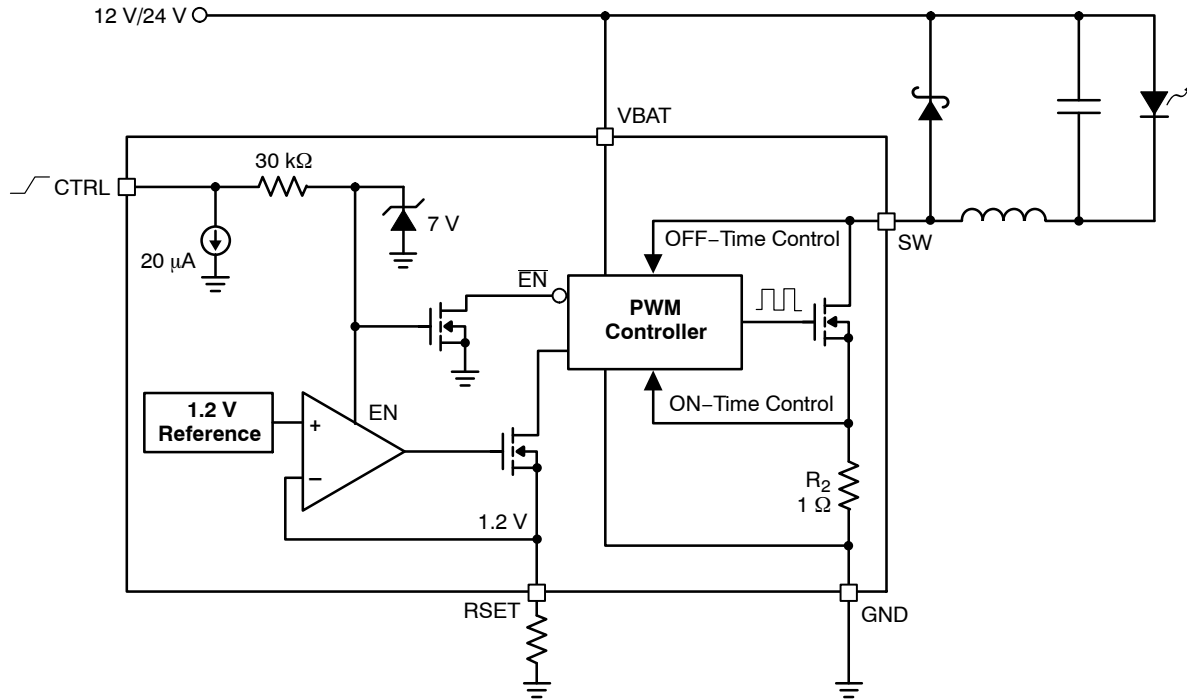 12 V/24 V
VBAT
30 kΩ
CTRL
7 V
20 μA
OFF−Time Control
SW
EN
PWM
Controller
ON−Time Control
1.2 V
Reference
EN
+
−
R2
1 Ω
1.2 V
RSET
GND